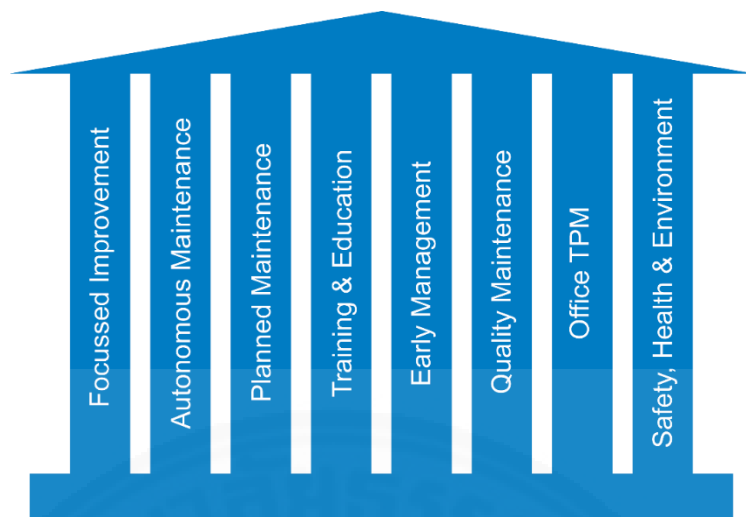 Focussed Improvement
Autonomous Maintenance
Planned Maintenance
Training & Education
Early Management
Quality Maintenance
Office TPM
Safety, Health & Environment